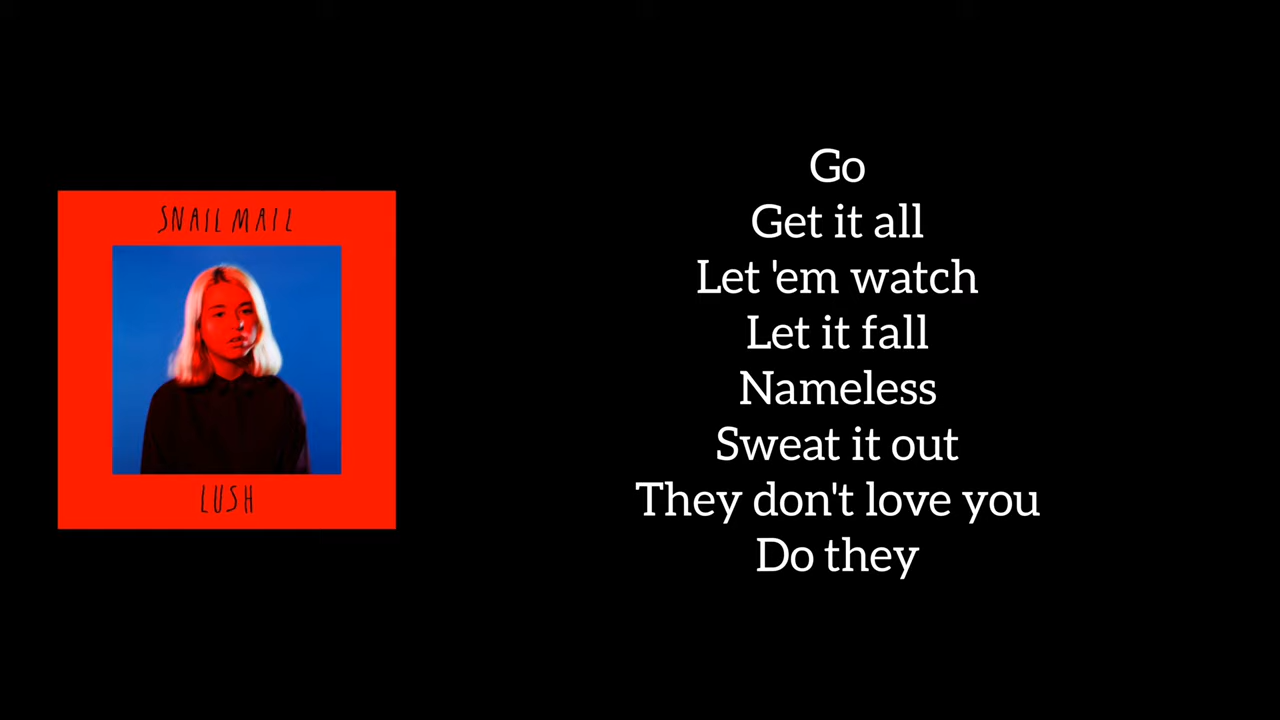 SNAIL MAIL
LUSH
Go
Get it all
Let 'em watch
Let it fall
Nameless
Sweat it out
They don't love you
Do they